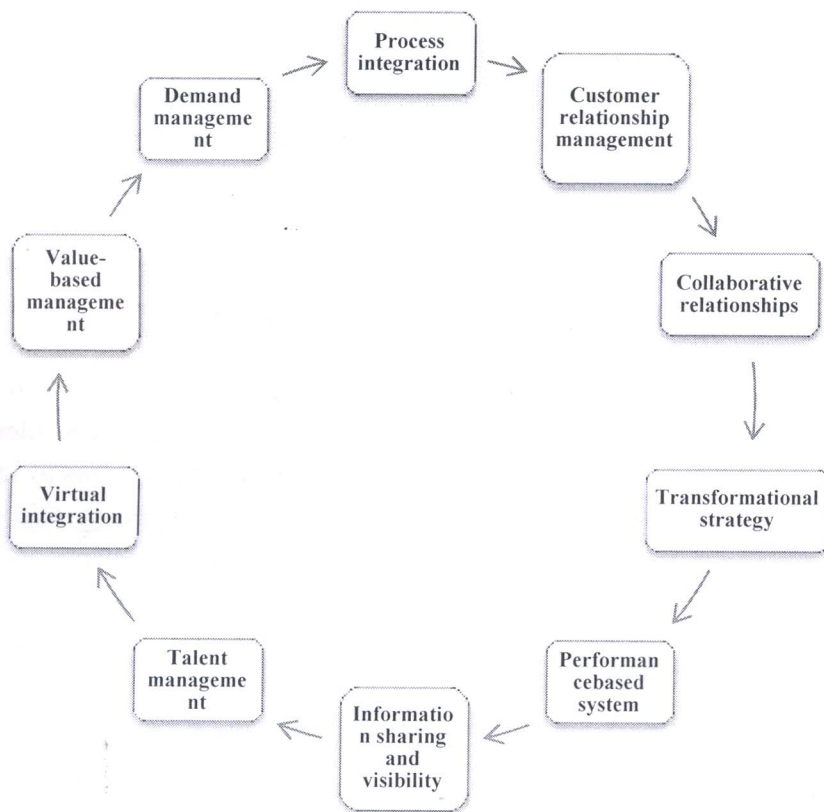 Process
integration
Customer
relationship
management
Collaborative
relationships
Transformational
strategy
Performan
cebased
system
Informatio
n sharing
and
visibility
Talent
manageme
nt
Virtual
integration
Value-
based
manageme
nt
Demand
manageme
nt